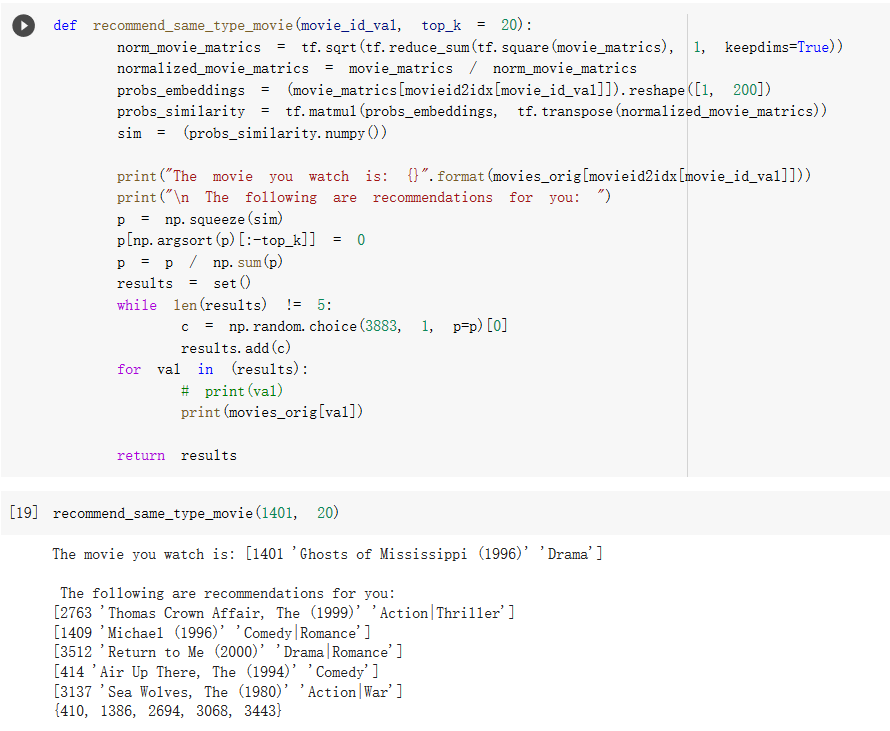 def recommend_same_type_movie(movie_id_val, top_k = 20):
norm_movie_matrics = tf.sqrt(tf.reduce_sum(tf.square(movie_matrics), 1, keepdims=True))
normalized_movie_matrics = movie_matrics / norm_movie_matrics
probs_embeddings = (movie_matrics[movieid2idx[movie_id_val]]).reshape([1, 200])
probs_similarity = tf.matmul(probs_embeddings, tf.transpose(normalized_movie_matrics))
sim = (probs_similarity.numpy())
print("The movie you watch is: {}".format(movies_orig[movieid2idx[movie_id_val]]))
print("\n The following are recommendations for you: ")
p = np.squeeze(sim)
p[np.argsort(p)[:-top_k]] = 0
p = p / np.sum(p)
results = set()
while len(results) != 5:
c = np.random.choice(3883, 1, p=p)[0]
results.add(c)
for val in (results):
# print(val)
print(movies_orig[val])
return results
[19] recommend_same_type_movie(1401, 20)
The movie you watch is: [1401 'Ghosts of Mississippi (1996)' 'Drama']
The following are recommendations for you:
[2763 'Thomas Crown Affair, The (1999)' 'Action|Thriller']
[1409 'Michael (1996)' 'Comedy|Romance']
[3512 'Return to Me (2000)' 'Drama|Romance']
[414 'Air Up There, The (1994)' 'Comedy']
[3137 'Sea Wolves, The (1980)' 'Action|War']
{410, 1386, 2694, 3068, 3443}